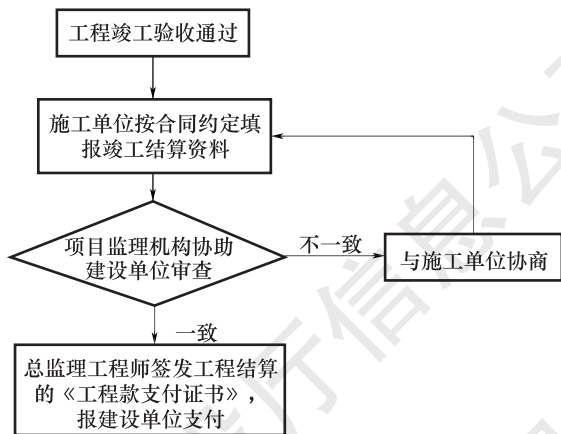 工程竣工验收通过
施工单位按合同约定填
报竣工结算资料
项目监理机构协助
建设单位审查
不一致
与施工单位协商
一致
总监理工程师签发工程结算
的《工程款支付证书》，
报建设单位支付
厅信息公